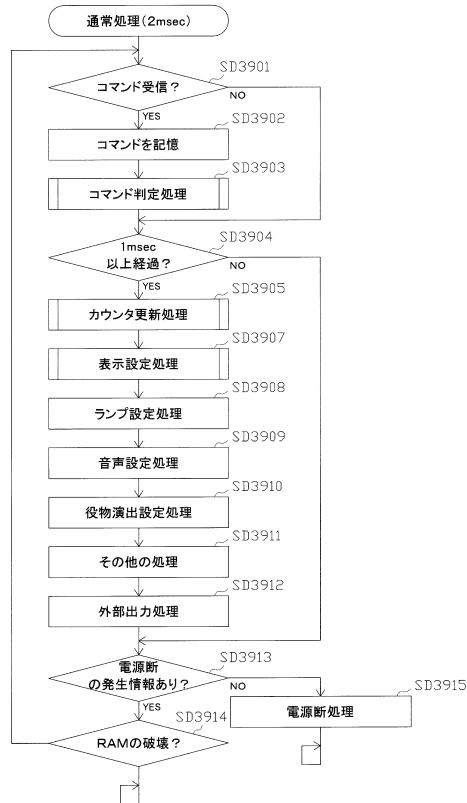 通常処理(2msec)
SD3901
コマンド受信？
NO
YES
SD3902
コマンドを記憶
SD3903
コマンド判定処理
SD3904
1msec
以上経過？
NO
YES
SD3905
カウンタ更新処理
SD3907
表示設定処理
SD3908
ランプ設定処理
SD3909
音声設定処理
SD3910
役物演出設定処理
SD3911
その他の処理
SD3912
外部出力処理
SD3913
電源断
の発生情報あり？
NO
YES
SD3915
電源断処理
SD3914
RAMの破壊？